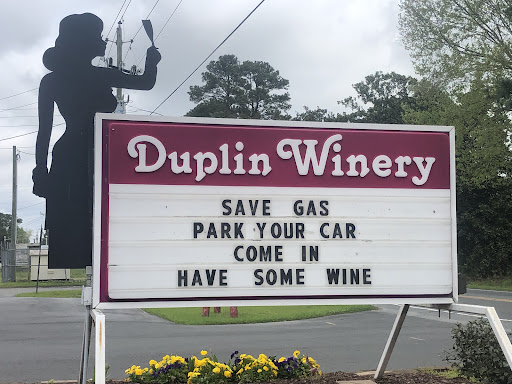 Duplin Winery
SAVE GAS
PARK YOUR CAR
COME IN
HAVE SOME WINE